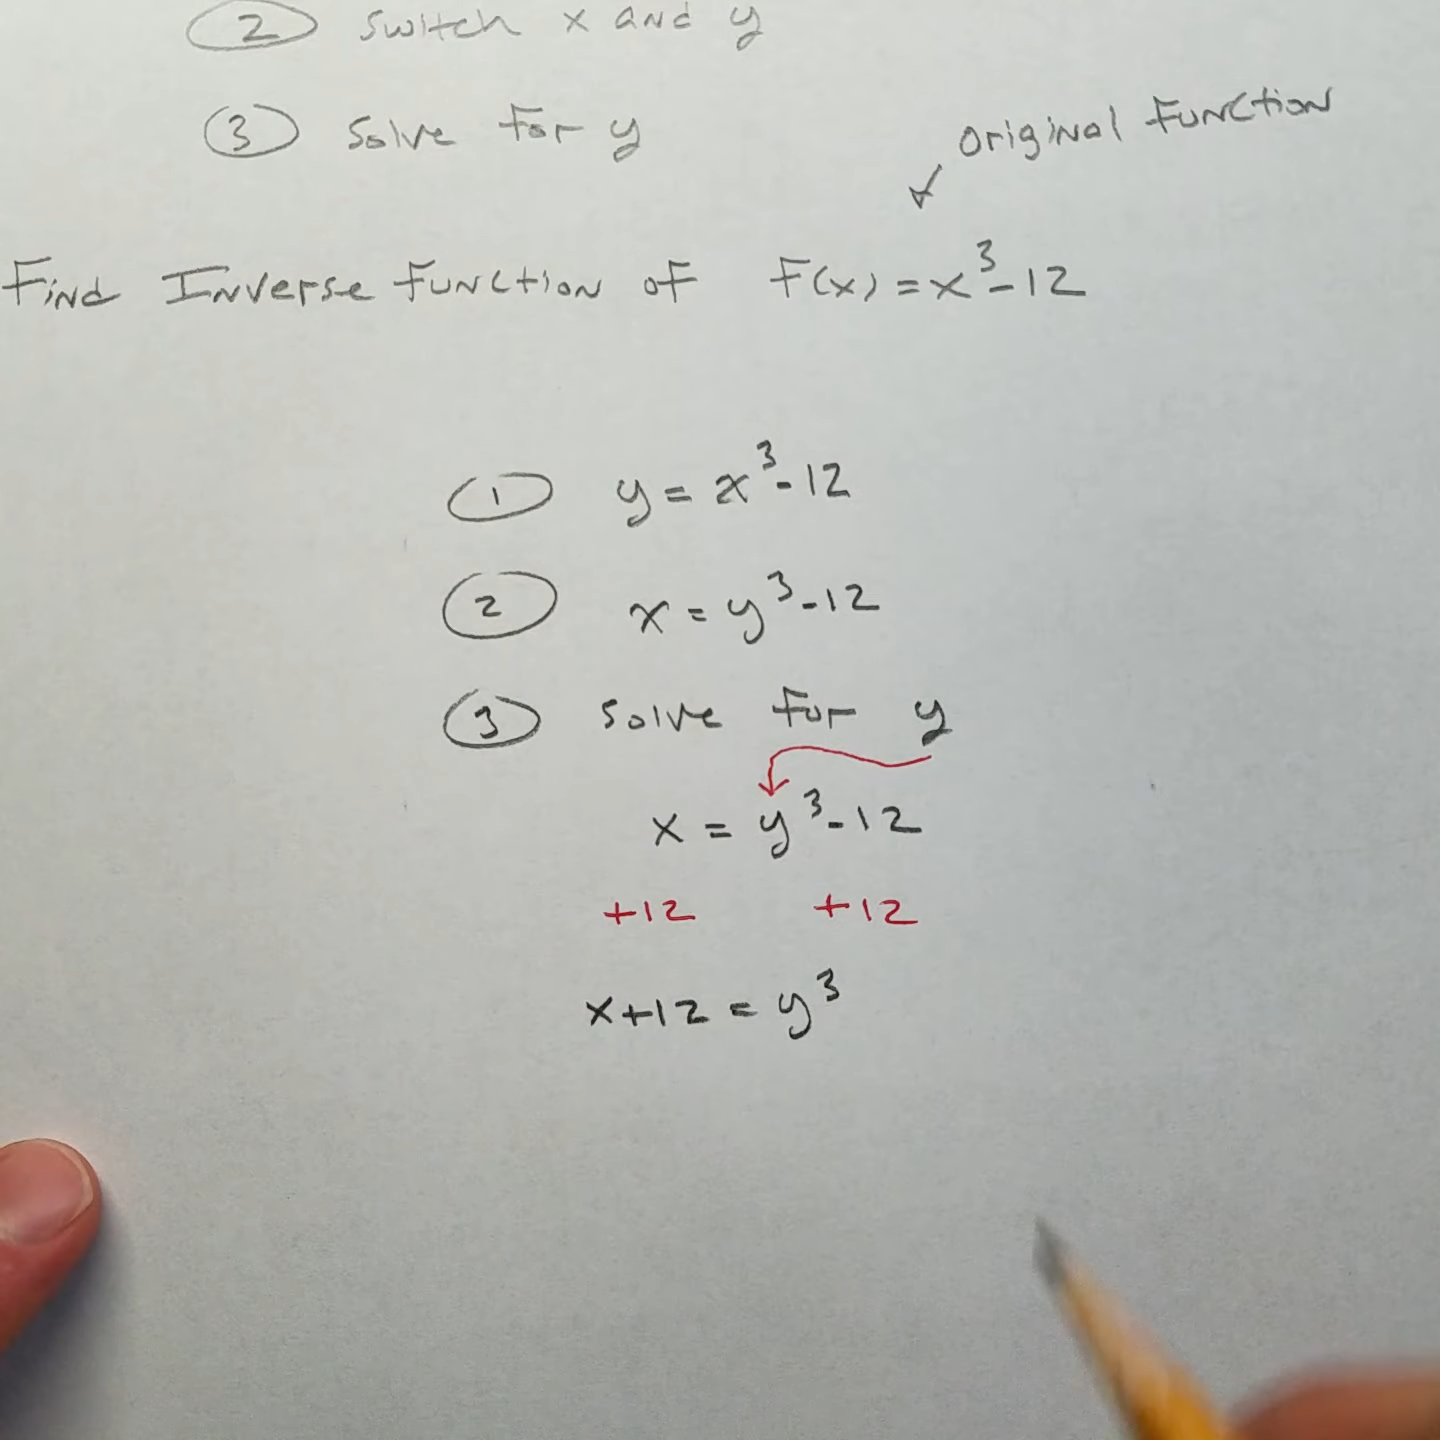 2 switch x and y
3 Solve for y
Original Function
Find Inverse Function of F(x) = x³-12
1 y = x³-12
2 x = y³-12
3 Solve for y
x = y³-12
+12 +12
x+12 = y³